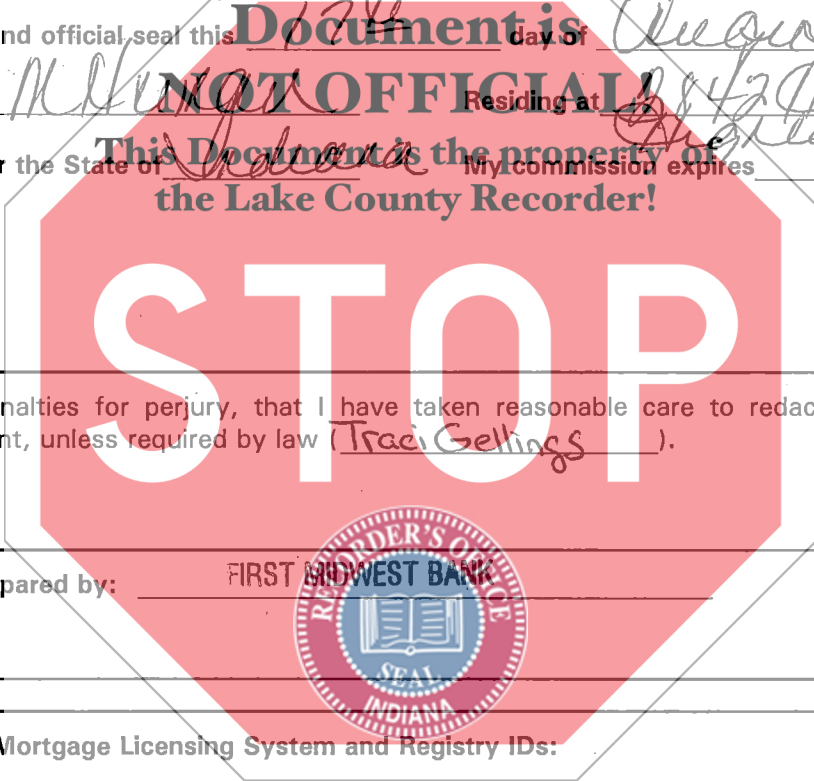 nd official seal this 17th day of
Document is
NOT OFFICIAL!
Residing at
This Document is the property of
r the State of Indiana My commission expires
the Lake County Recorder!
STOP
nalties for perjury, that I have taken reasonable care to redac
nt, unless required by law (Traci Gellings).
pared by: FIRST MIDWEST BANK
RECORDER'S OFFICE
SEAL
INDIANA
Mortgage Licensing System and Registry IDs: